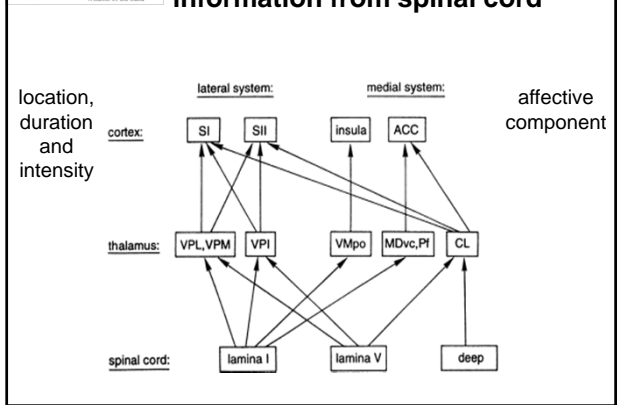 information from spinal cord
lateral system:
medial system:
location,
duration
and
intensity
affective
component
cortex:
SI
SII
insula
ACC
thalamus:
VPL,VPM
VPI
VMpo
MDvc,Pf
CL
spinal cord:
lamina I
lamina V
deep